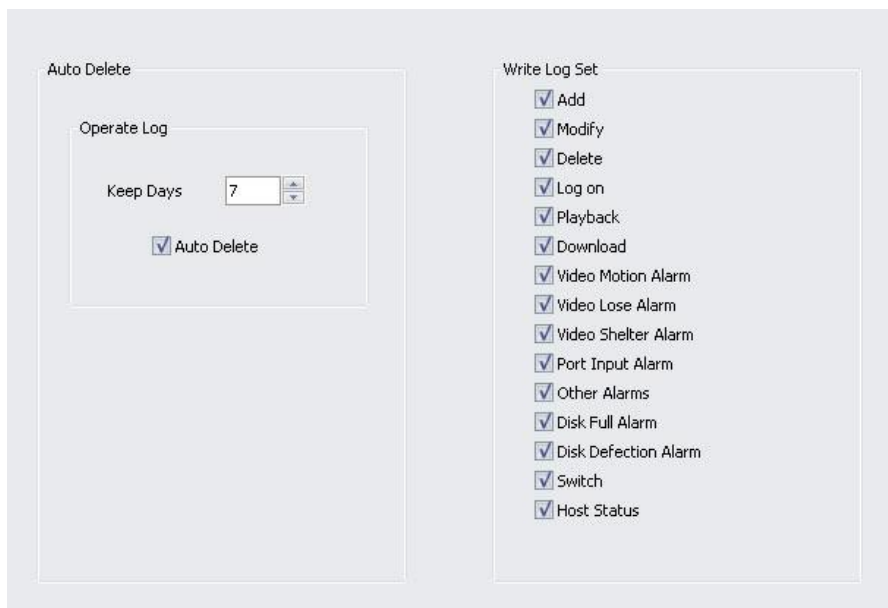 Auto Delete
Operate Log
Keep Days 7
Auto Delete
Write Log Set
Add
Modify
Delete
Log on
Playback
Download
Video Motion Alarm
Video Lose Alarm
Video Shelter Alarm
Port Input Alarm
Other Alarms
Disk Full Alarm
Disk Defection Alarm
Switch
Host Status